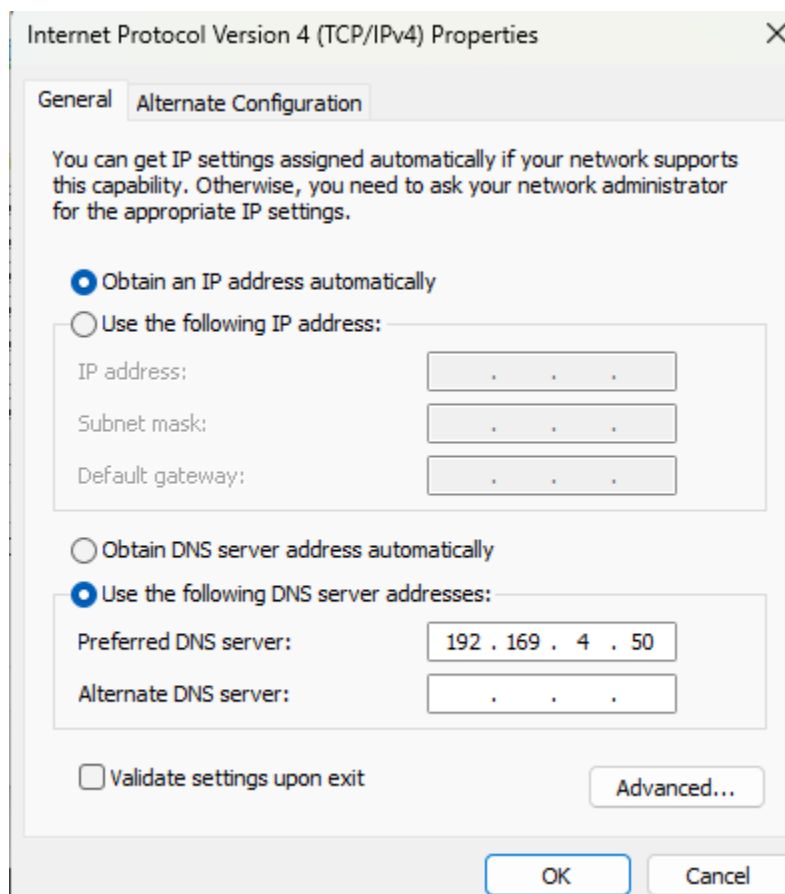 Internet Protocol Version 4 (TCP/IPv4) Properties
General
Alternate Configuration
You can get IP settings assigned automatically if your network supports
this capability. Otherwise, you need to ask your network administrator
for the appropriate IP settings.
Obtain an IP address automatically
Use the following IP address:
IP address: . . .
Subnet mask: . . .
Default gateway: . . .
Obtain DNS server address automatically
Use the following DNS server addresses:
Preferred DNS server: 192 . 169 . 4 . 50
Alternate DNS server: . . .
Validate settings upon exit
Advanced...
OK
Cancel